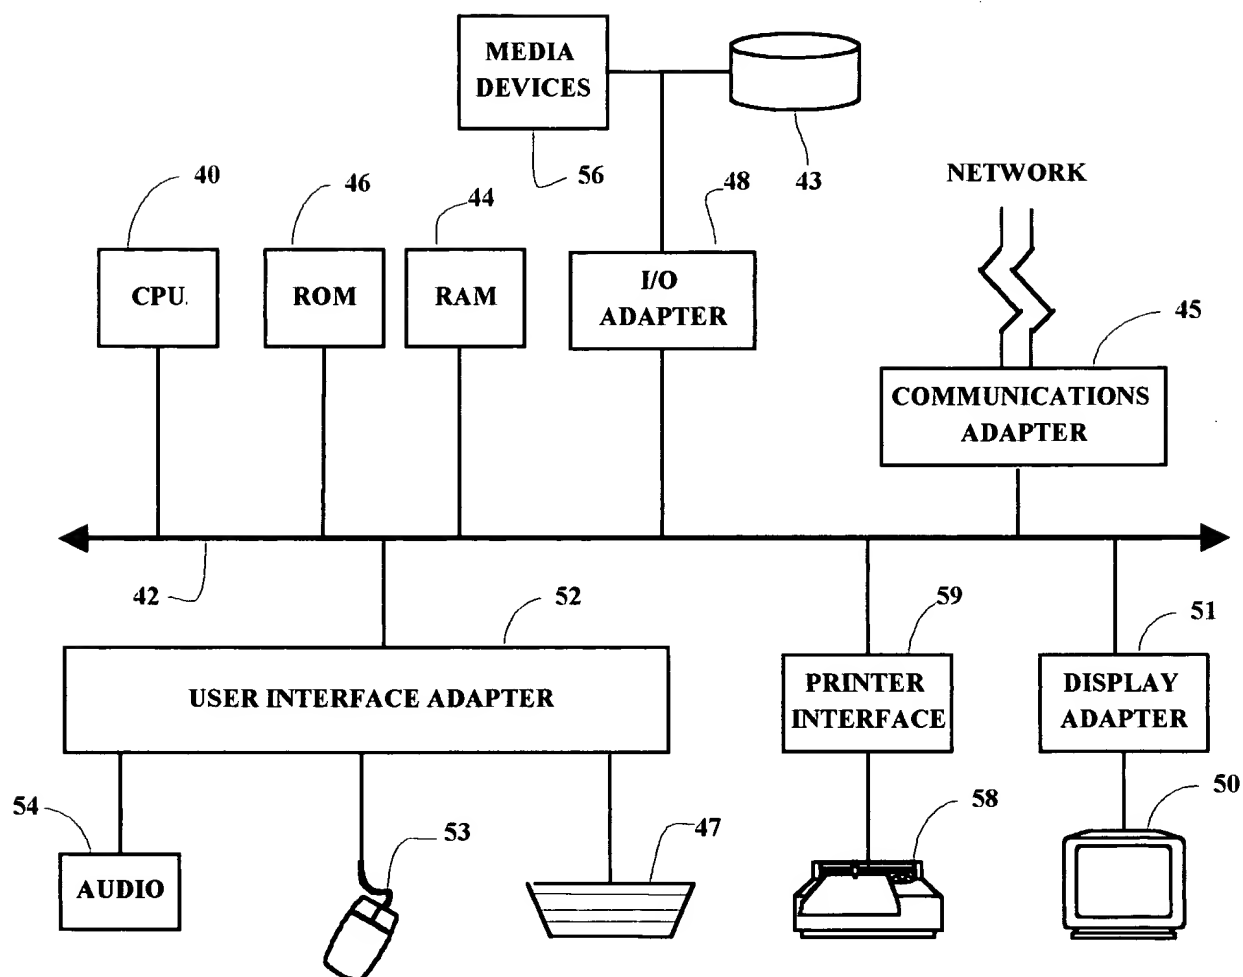 MEDIA
DEVICES
56
43
NETWORK
40
46
44
48
CPU
ROM
RAM
I/O
ADAPTER
45
COMMUNICATIONS
ADAPTER
42
52
59
51
USER INTERFACE ADAPTER
PRINTER
INTERFACE
DISPLAY
ADAPTER
54
53
47
58
50
AUDIO